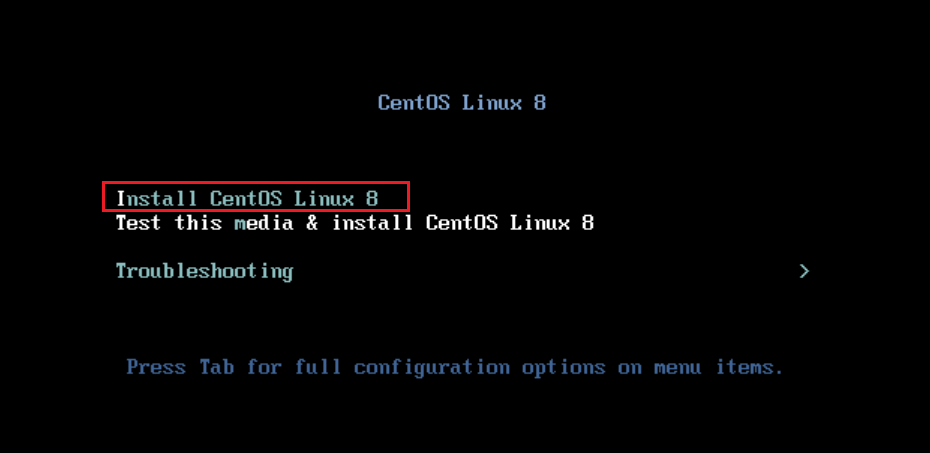 CentOS Linux 8
Install CentOS Linux 8
Test this media & install CentOS Linux 8
Troubleshooting >
Press Tab for full configuration options on menu items.